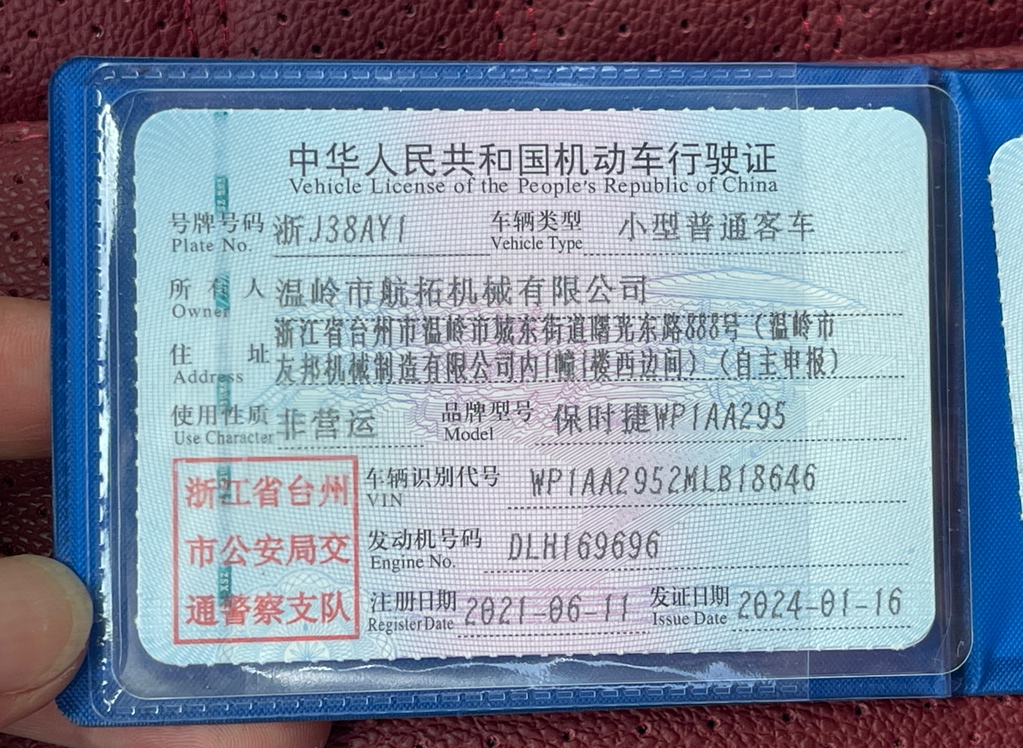 中华人民共和国机动车行驶证
Vehicle License of the People's Republic of China
号牌号码 浙J38AY1 车辆类型 小型普通客车
Plate No. Vehicle Type
所有人 温岭市航拓机械有限公司
Owner
浙江省台州市温岭市城东街道曙光东路888号（温岭市
住址 友邦机械制造有限公司内1幢1楼西边间）（自主申报）
Address
使用性质 非营运 品牌型号 保时捷WP1AA295
Use Character Model
浙江省台州 车辆识别代号 WP1AA2952MLB18646
VIN
市公安局交 发动机号码 DLH169696
Engine No.
通警察支队 注册日期 2021-06-11 发证日期 2024-01-16
Register Date Issue Date